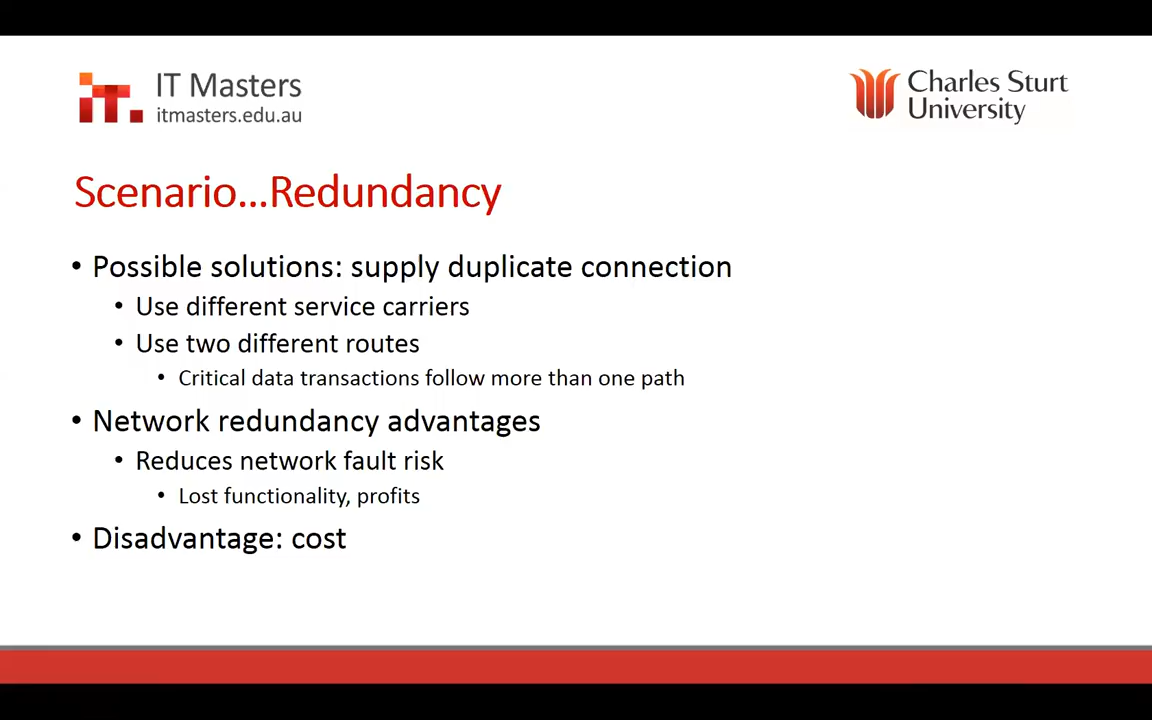 IT Masters
itmasters.edu.au
Charles Sturt
University
Scenario...Redundancy
• Possible solutions: supply duplicate connection
• Use different service carriers
• Use two different routes
• Critical data transactions follow more than one path
• Network redundancy advantages
• Reduces network fault risk
• Lost functionality, profits
• Disadvantage: cost